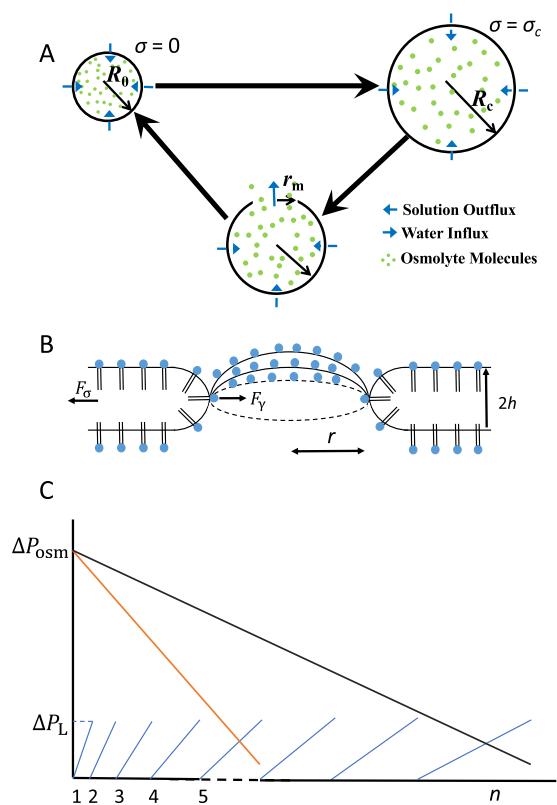 A
σ = 0
σ = σc
R0
Rc
rm
Solution Outflux
Water Influx
Osmolyte Molecules
B
Fσ
Fγ
r
2h
C
ΔPosm
ΔPL
1 2 3 4 5 n